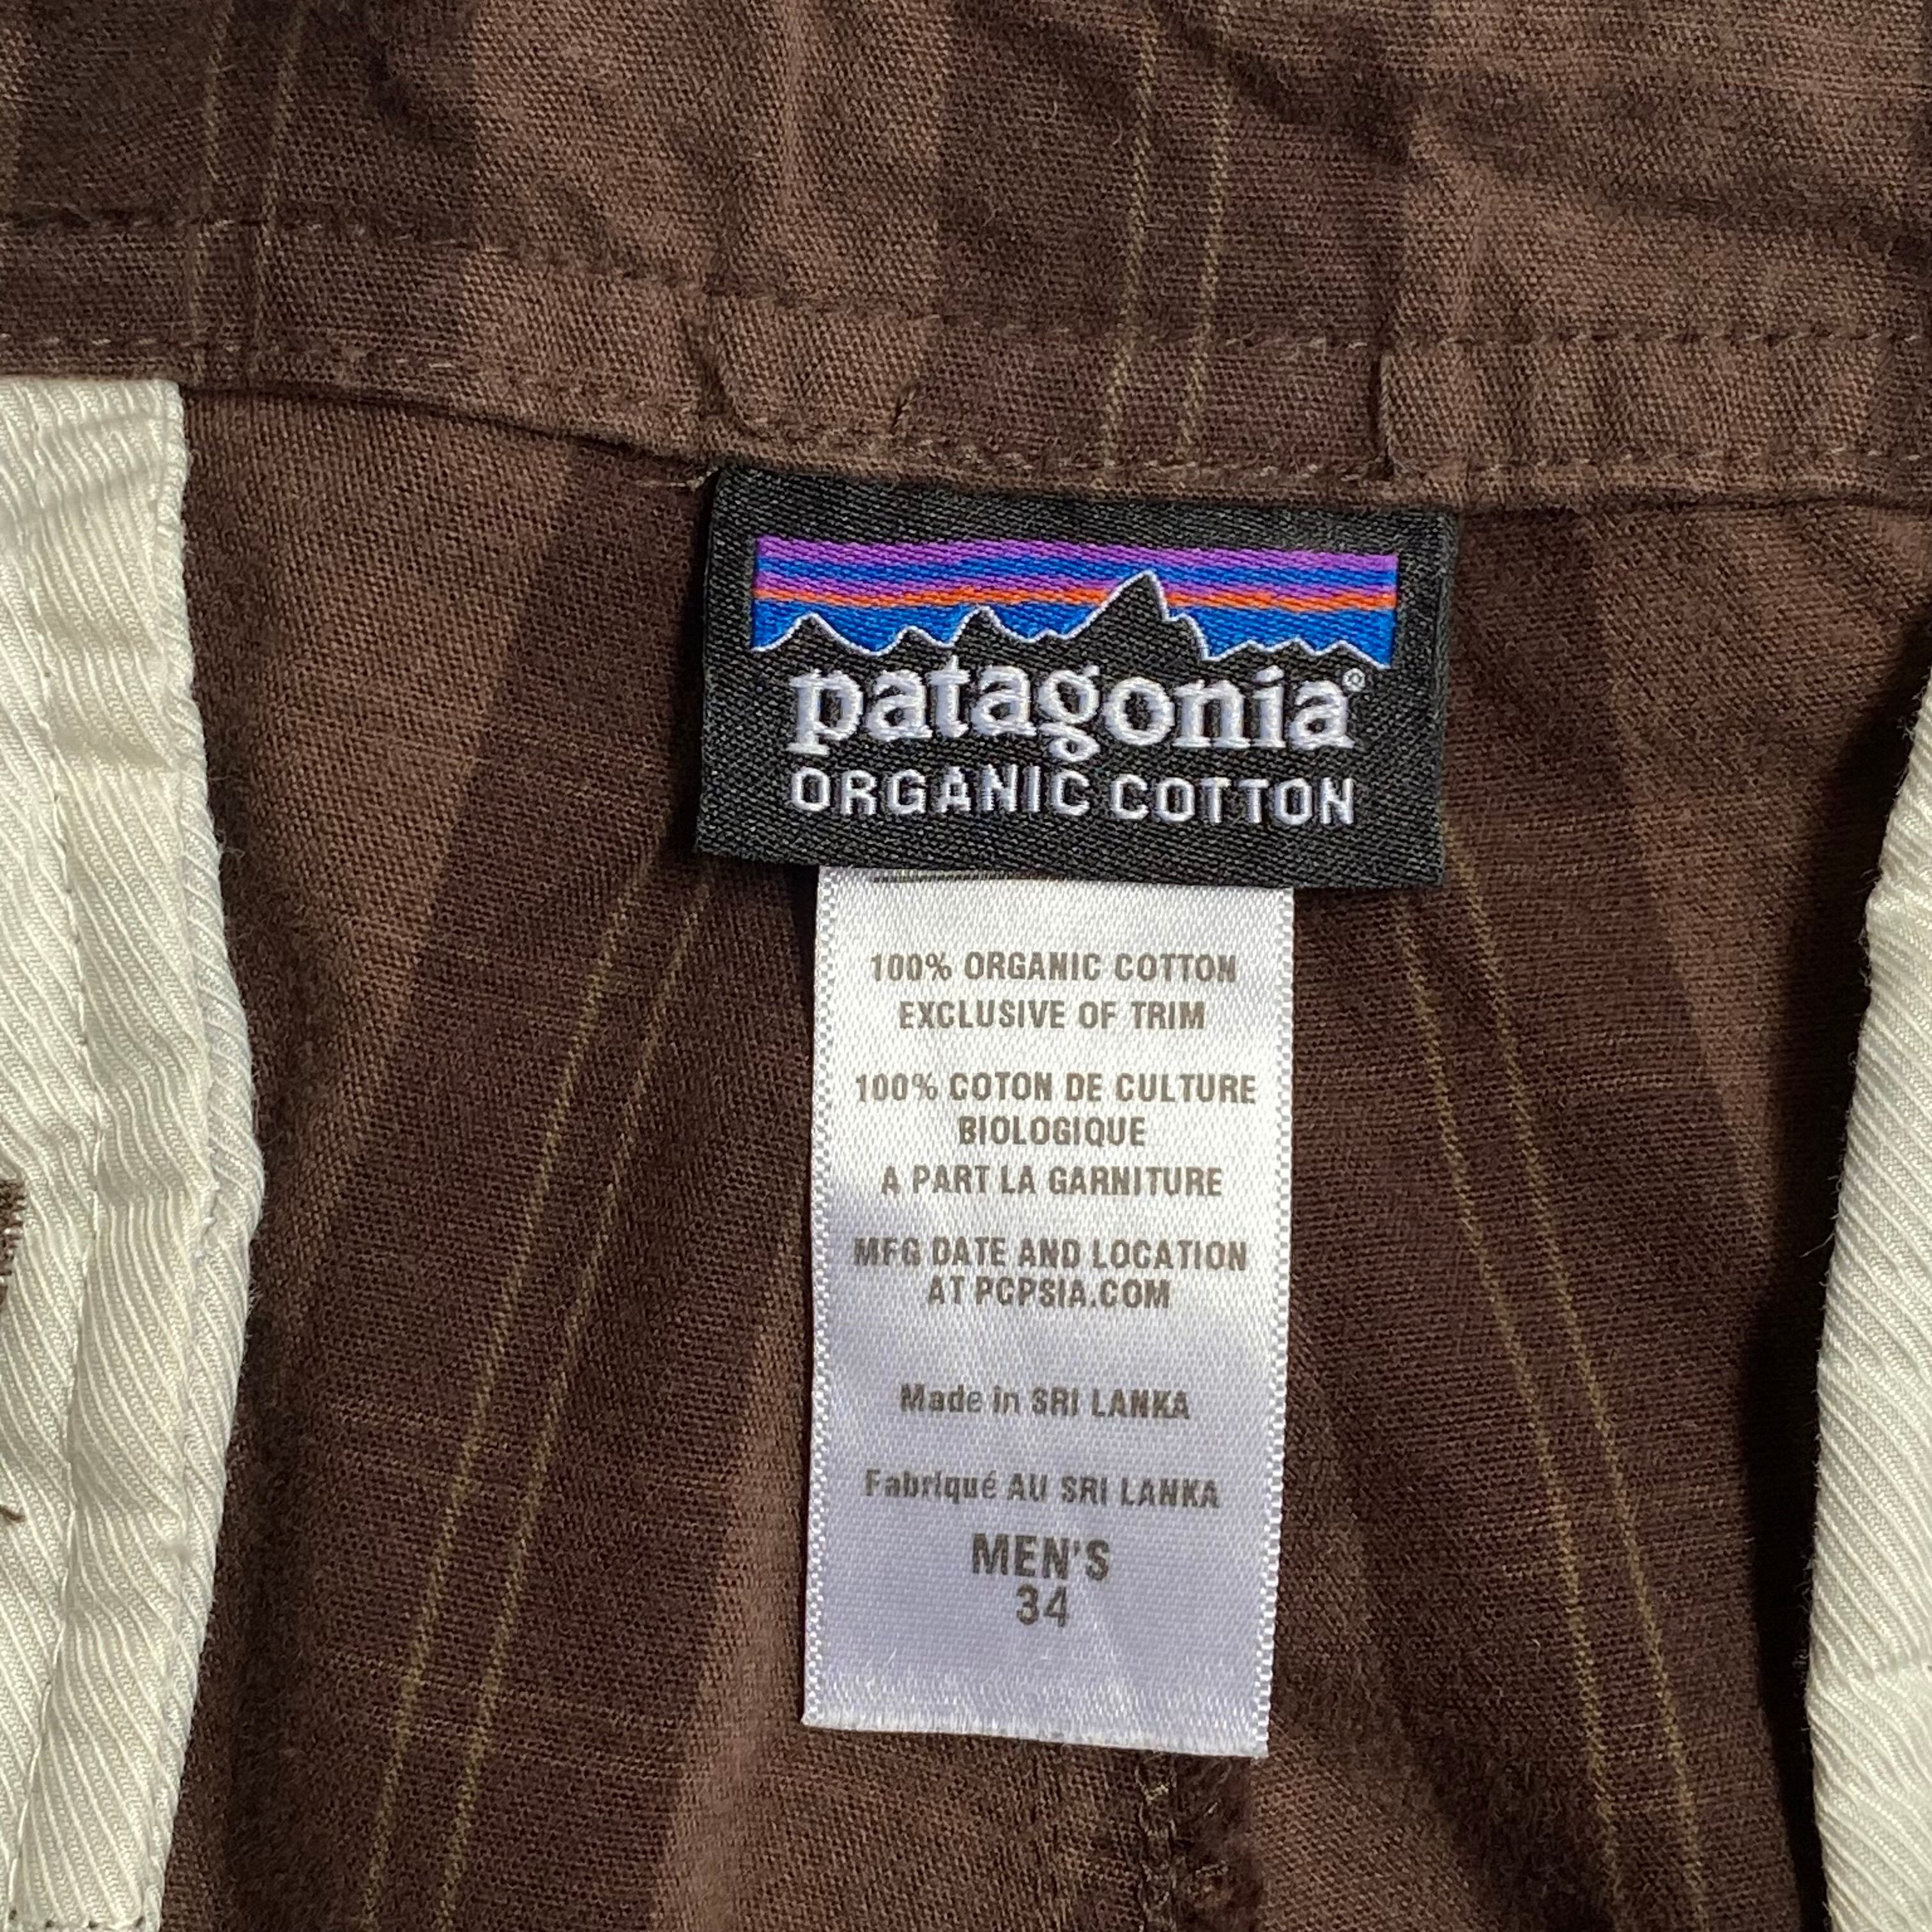 patagonia®
ORGANIC COTTON
100% ORGANIC COTTON
EXCLUSIVE OF TRIM
100% COTON DE CULTURE
BIOLOGIQUE
A PART LA GARNITURE
MFG DATE AND LOCATION
AT PCPSIA.COM
Made in SRI LANKA
Fabriqué AU SRI LANKA
MEN'S
34